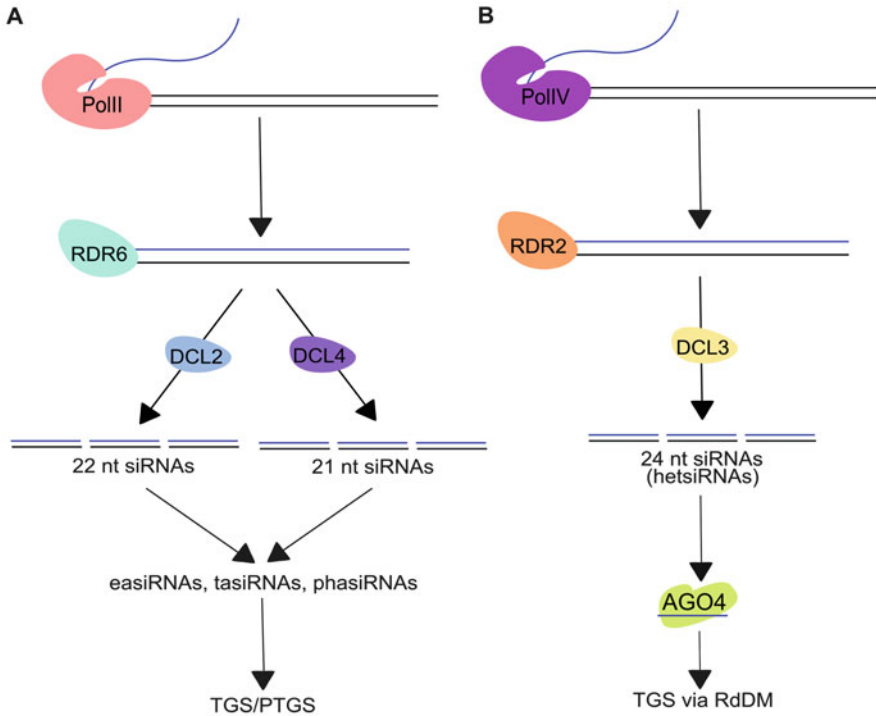 A
PolII
RDR6
DCL2
DCL4
22 nt siRNAs
21 nt siRNAs
easiRNAs, tasiRNAs, phasiRNAs
TGS/PTGS
B
PolIV
RDR2
DCL3
24 nt siRNAs
(hetsiRNAs)
AGO4
TGS via RdDM